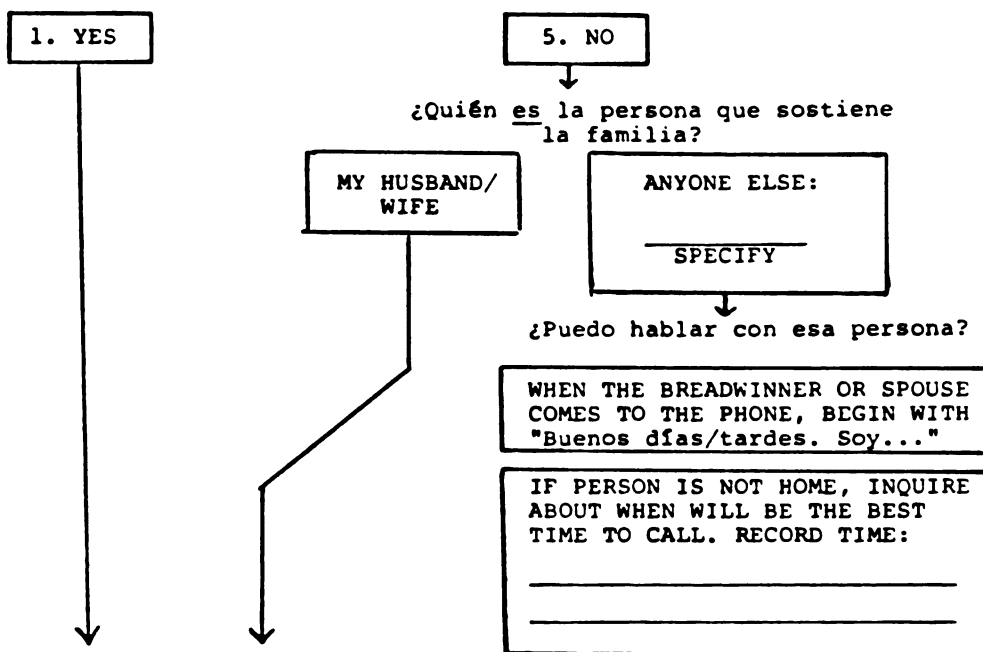 1. YES
5. NO
¿Quién es la persona que sostiene
la familia?
MY HUSBAND/
WIFE
ANYONE ELSE:
SPECIFY
¿Puedo hablar con esa persona?
WHEN THE BREADWINNER OR SPOUSE
COMES TO THE PHONE, BEGIN WITH
"Buenos días/tardes. Soy..."
IF PERSON IS NOT HOME, INQUIRE
ABOUT WHEN WILL BE THE BEST
TIME TO CALL. RECORD TIME: